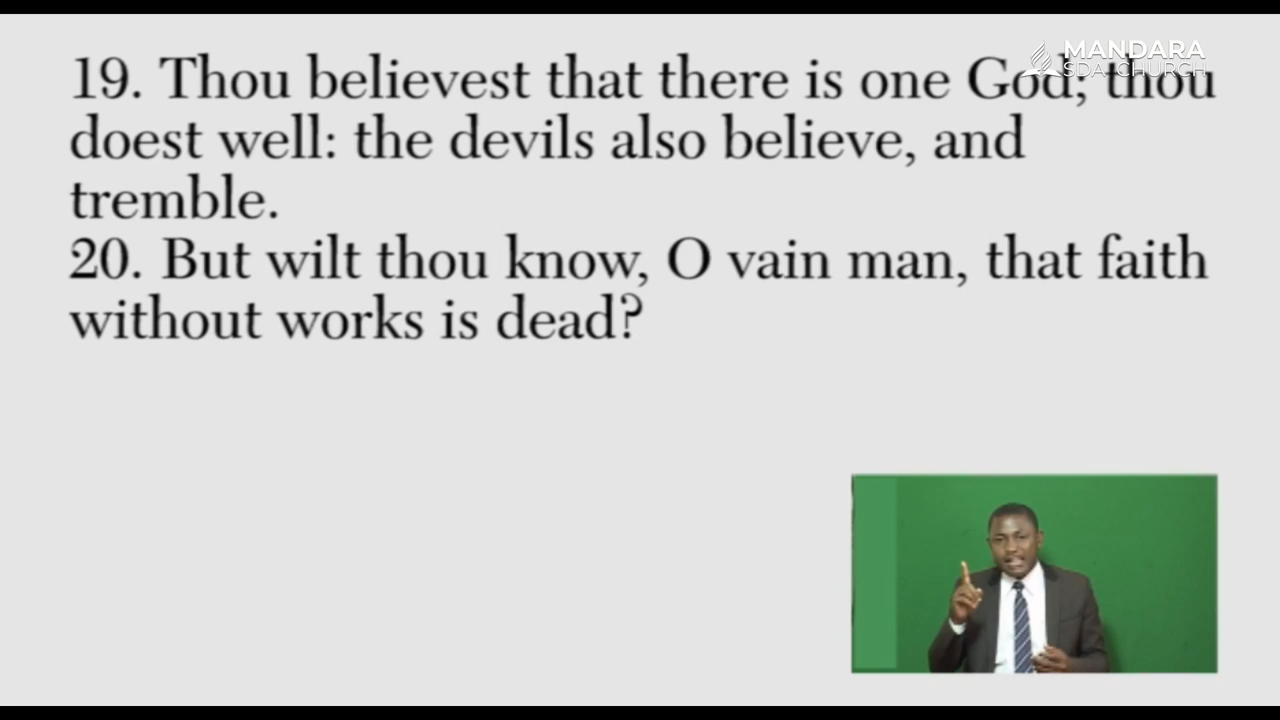 MANDARA
SDA CHURCH
19. Thou believest that there is one God; thou
doest well: the devils also believe, and
tremble.
20. But wilt thou know, O vain man, that faith
without works is dead?